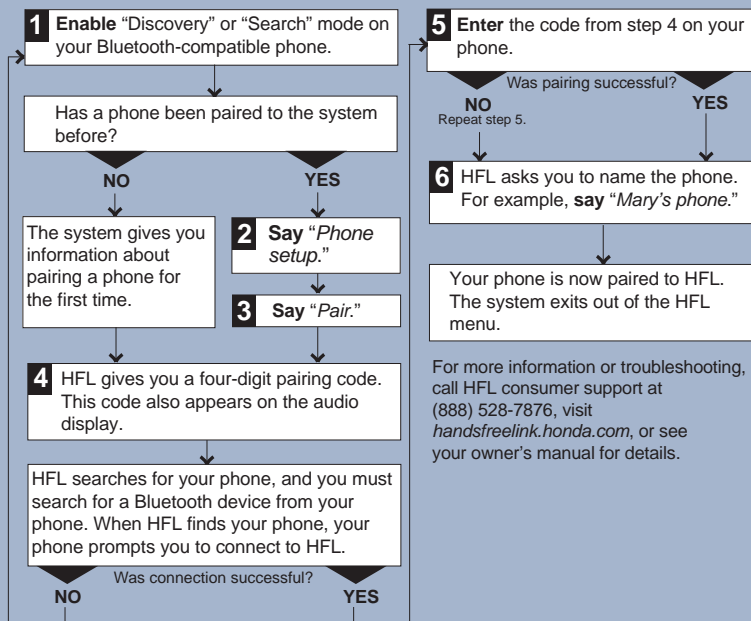 1 Enable “Discovery” or “Search” mode on
your Bluetooth-compatible phone.
Has a phone been paired to the system
before?
NO
YES
The system gives you
information about
pairing a phone for
the first time.
2 Say “Phone
setup.”
3 Say “Pair.”
4 HFL gives you a four-digit pairing code.
This code also appears on the audio
display.
HFL searches for your phone, and you must
search for a Bluetooth device from your
phone. When HFL finds your phone, your
phone prompts you to connect to HFL.
Was connection successful?
NO
YES
5 Enter the code from step 4 on your
phone.
Was pairing successful?
NO
Repeat step 5.
YES
6 HFL asks you to name the phone.
For example, say “Mary’s phone.”
Your phone is now paired to HFL.
The system exits out of the HFL
menu.
For more information or troubleshooting,
call HFL consumer support at
(888) 528-7876, visit
handsfreelink.honda.com, or see
your owner’s manual for details.